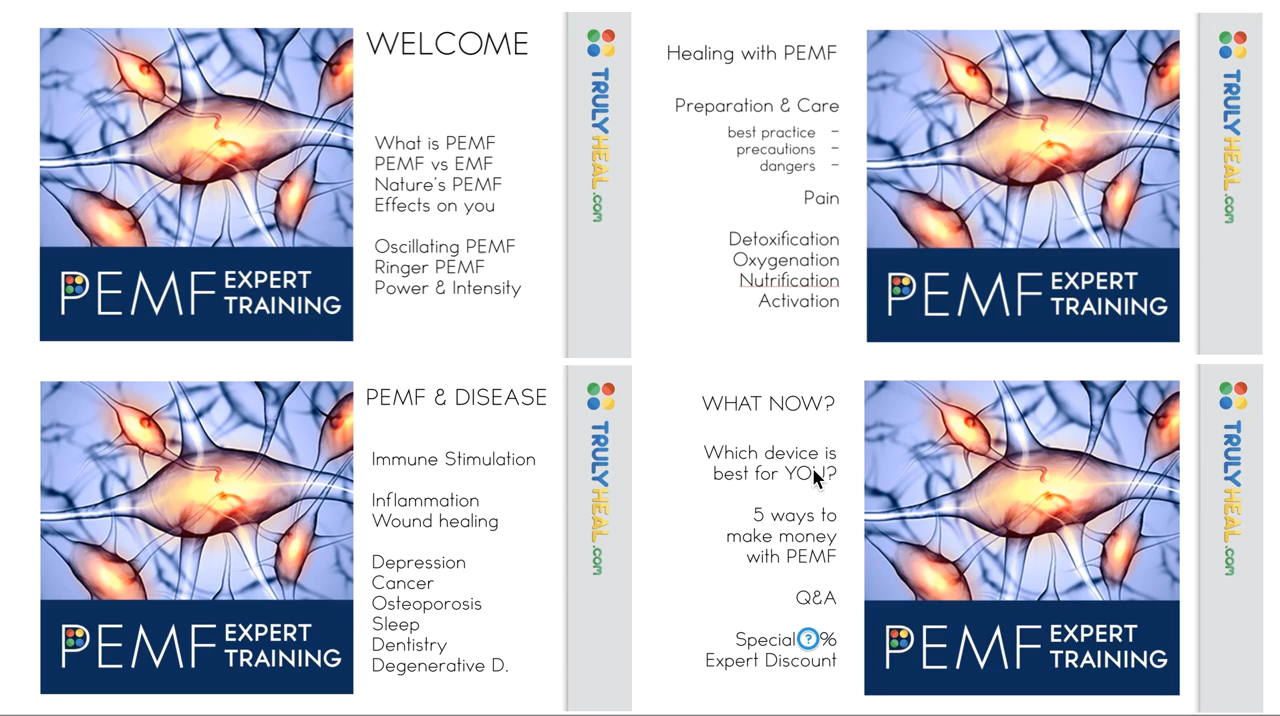 WELCOME
What is PEMF
PEMF vs EMF
Nature's PEMF
Effects on you
Oscillating PEMF
Ringer PEMF
Power & Intensity
PEMF EXPERT TRAINING
TRULYHEAL.com
Healing with PEMF
Preparation & Care
best practice -
precautions -
dangers -
Pain
Detoxification
Oxygenation
Nutrification
Activation
PEMF EXPERT TRAINING
TRULYHEAL.com
PEMF & DISEASE
Immune Stimulation
Inflammation
Wound healing
Depression
Cancer
Osteoporosis
Sleep
Dentistry
Degenerative D.
PEMF EXPERT TRAINING
TRULYHEAL.com
WHAT NOW?
Which device is
best for YOU?
5 ways to
make money
with PEMF
Q&A
Special ? %
Expert Discount
PEMF EXPERT TRAINING
TRULYHEAL.com